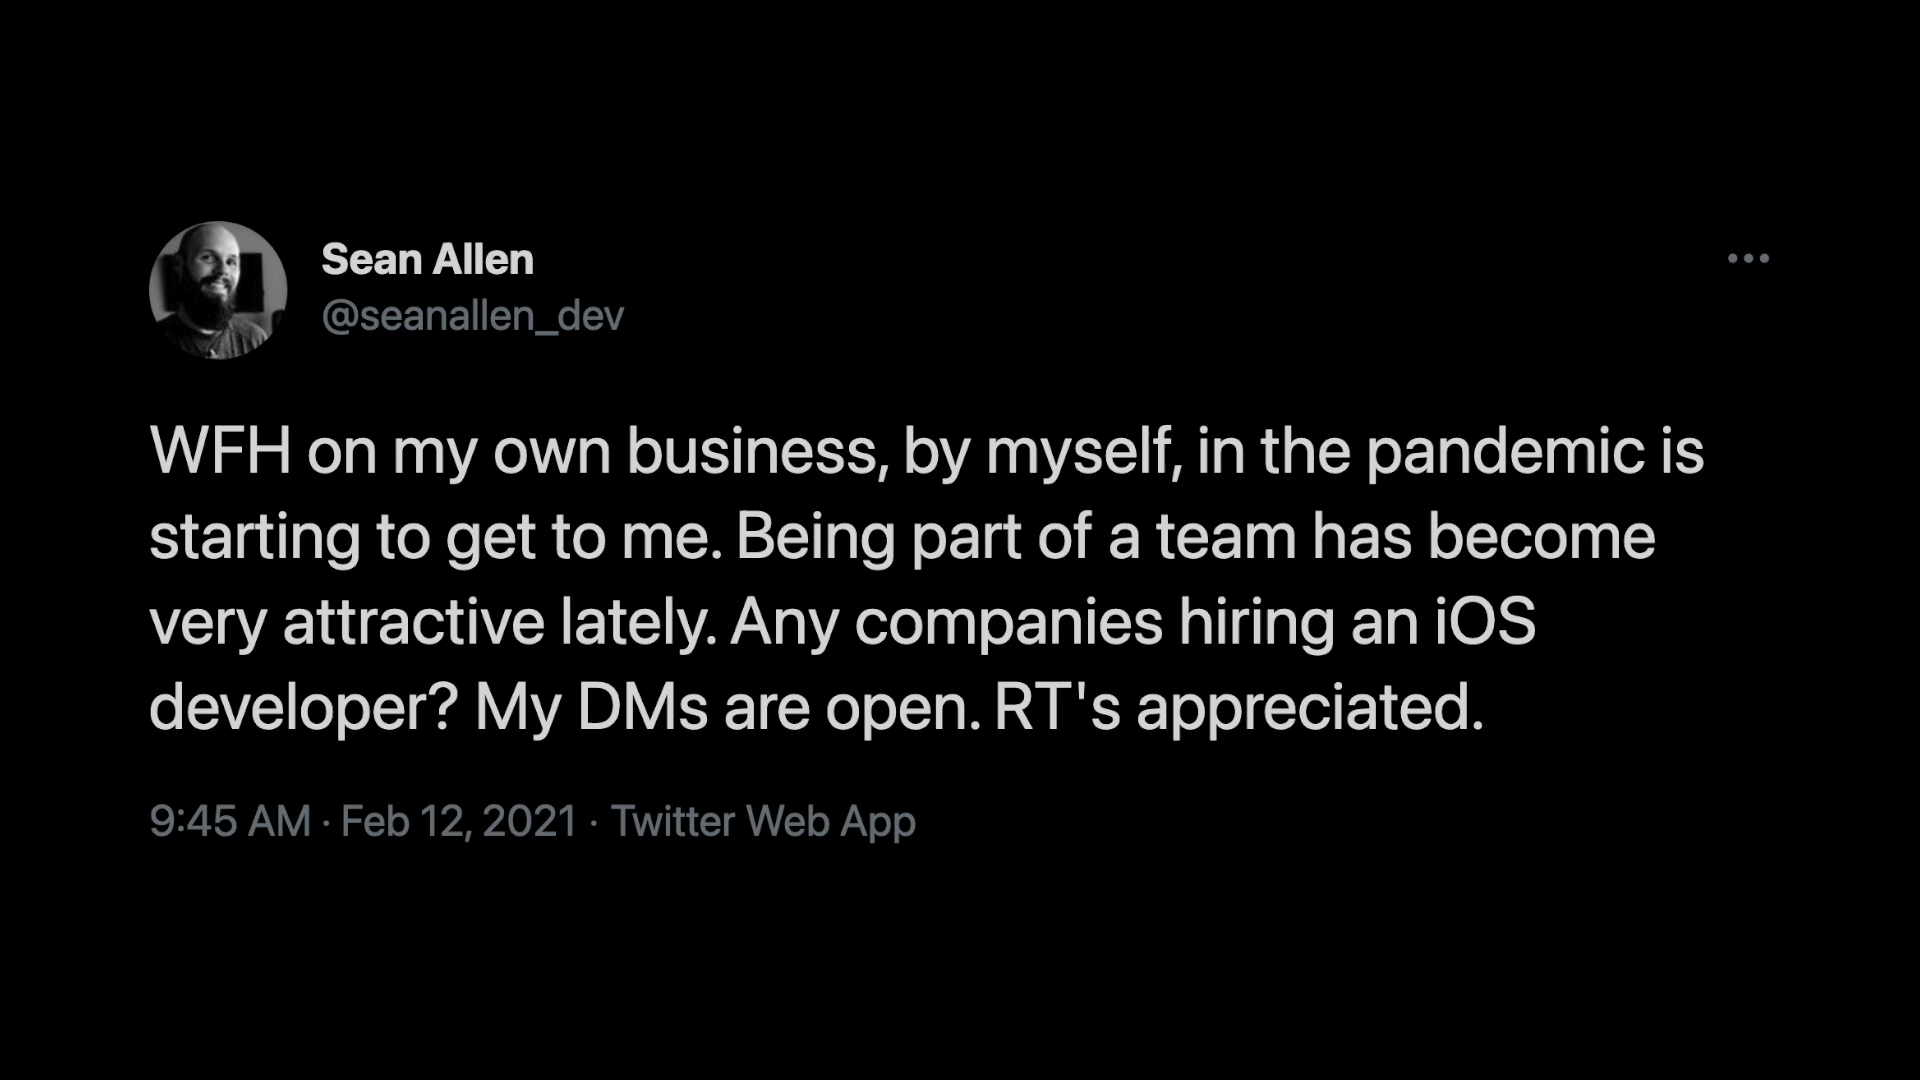 Sean Allen
@seanallen_dev
WFH on my own business, by myself, in the pandemic is
starting to get to me. Being part of a team has become
very attractive lately. Any companies hiring an iOS
developer? My DMs are open. RT's appreciated.
9:45 AM · Feb 12, 2021 · Twitter Web App